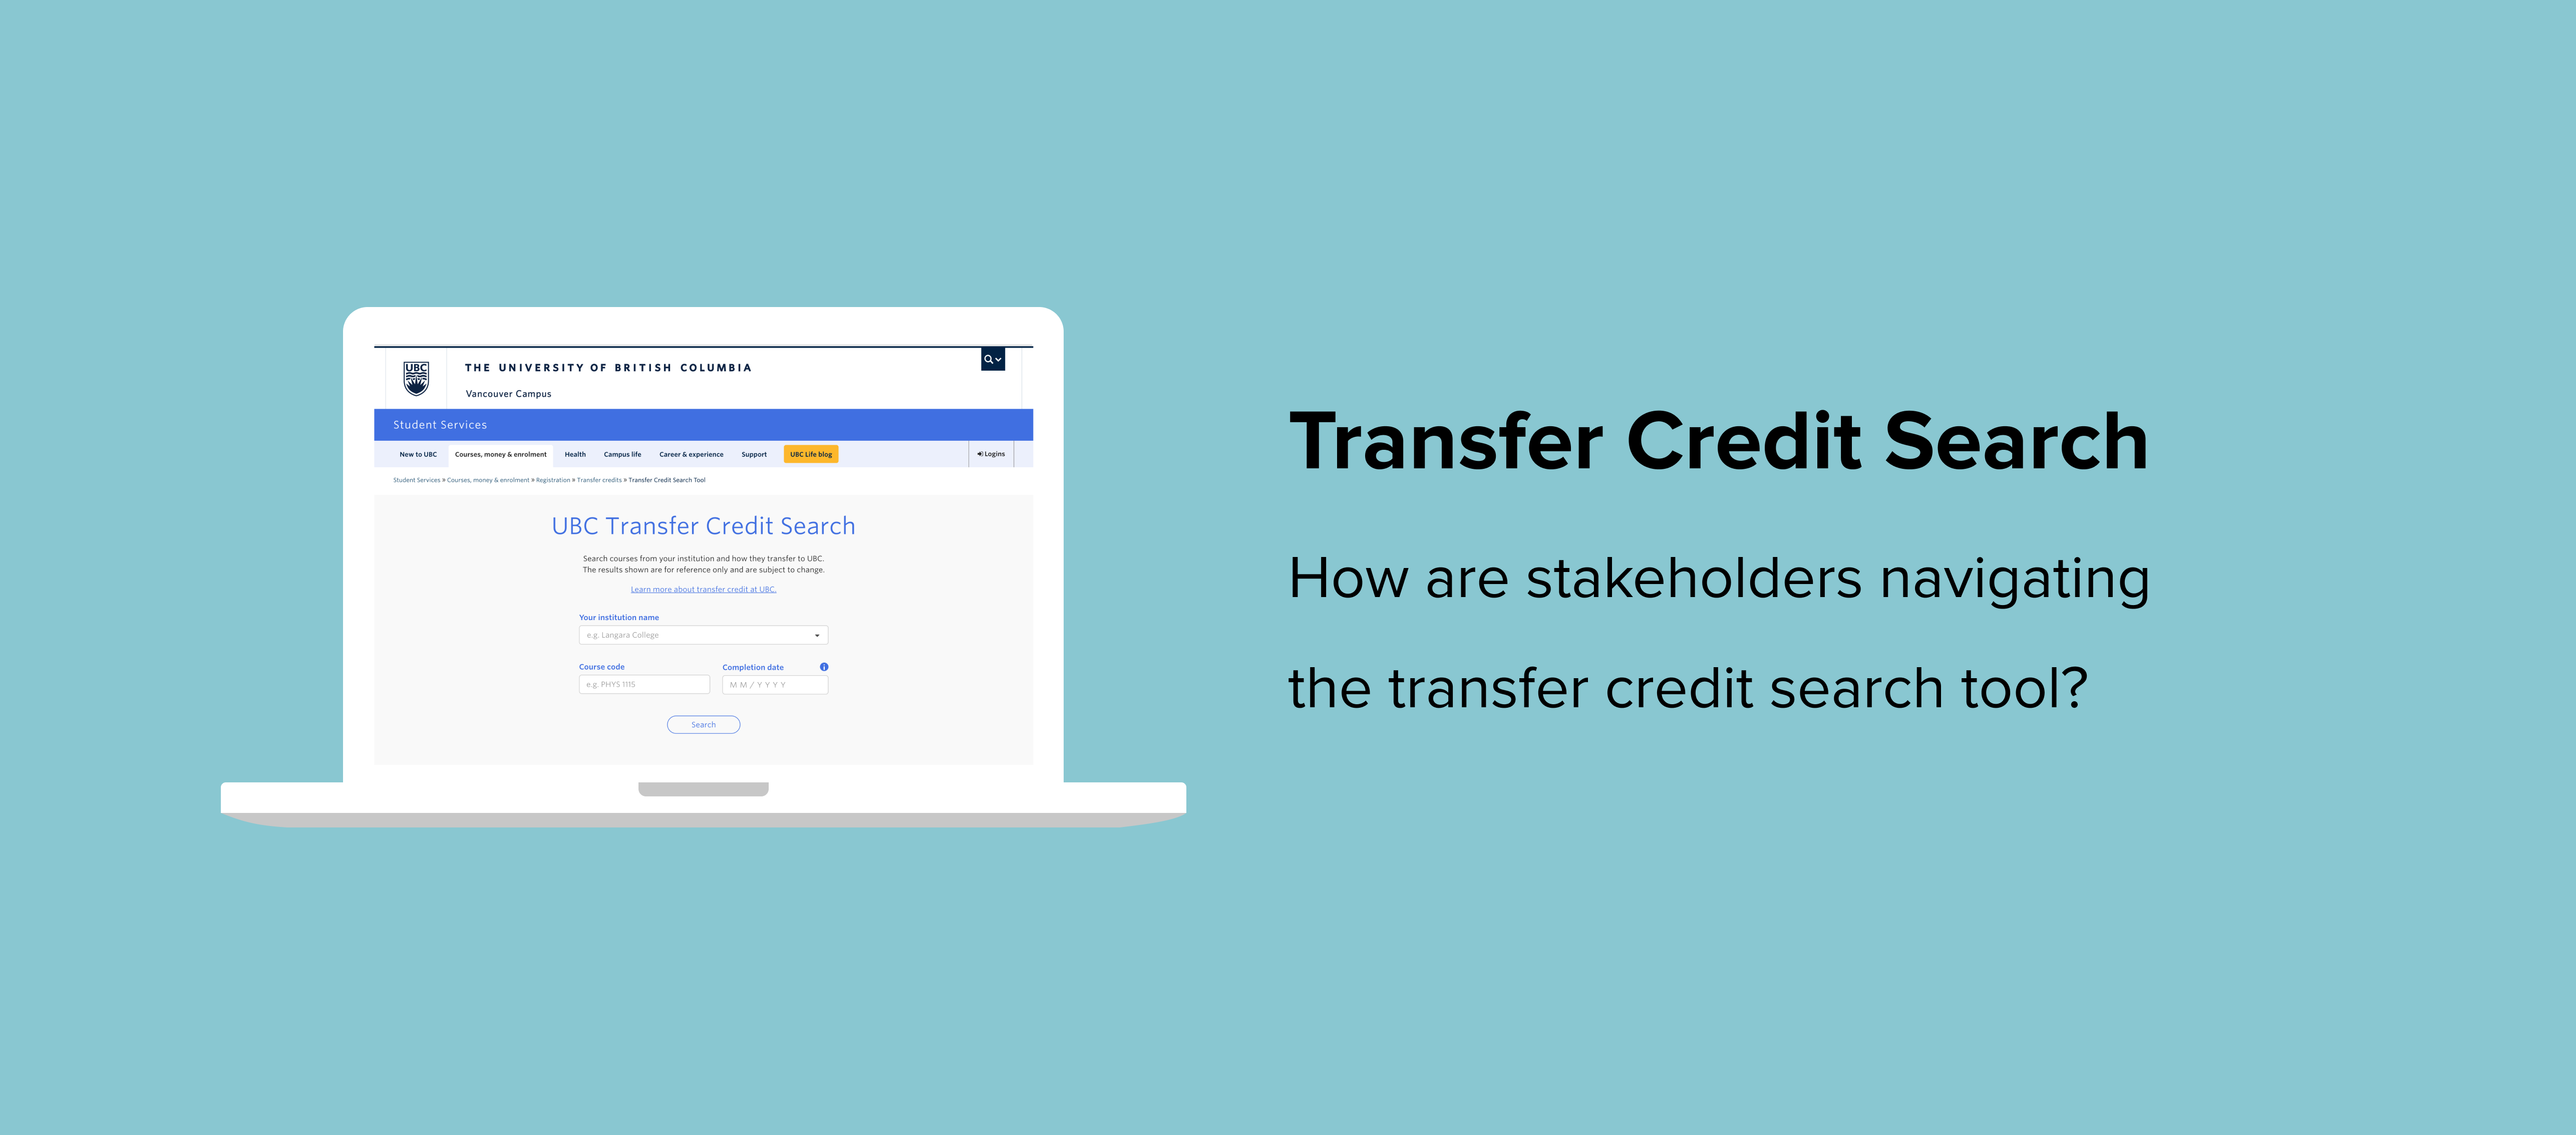 UBC
THE UNIVERSITY OF BRITISH COLUMBIA
Vancouver Campus
Student Services
New to UBC Courses, money & enrolment Health Campus life Career & experience Support UBC Life blog Logins
Student Services » Courses, money & enrolment » Registration » Transfer credits » Transfer Credit Search Tool
UBC Transfer Credit Search
Search courses from your institution and how they transfer to UBC.
The results shown are for reference only and are subject to change.
Learn more about transfer credit at UBC.
Your institution name
e.g. Langara College
Course code Completion date
e.g. PHYS 1115 MM/YYYY
Search
Transfer Credit Search
How are stakeholders navigating
the transfer credit search tool?